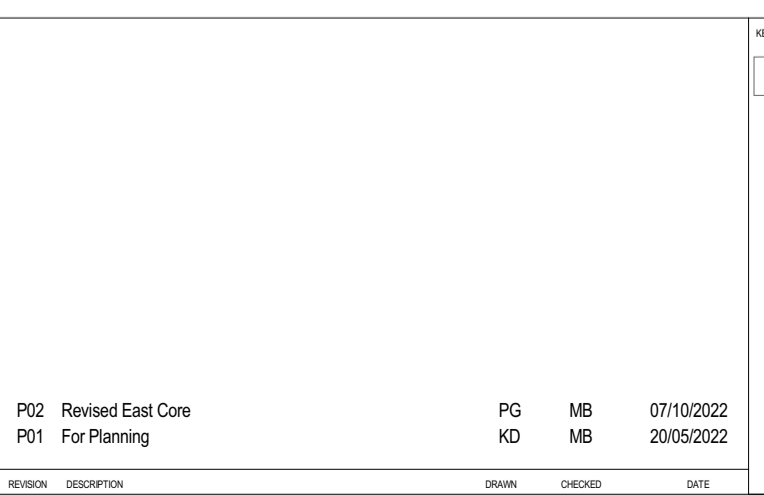 P02 Revised East Core PG MB 07/10/2022
P01 For Planning KD MB 20/05/2022
REVISION DESCRIPTION DRAWN CHECKED DATE